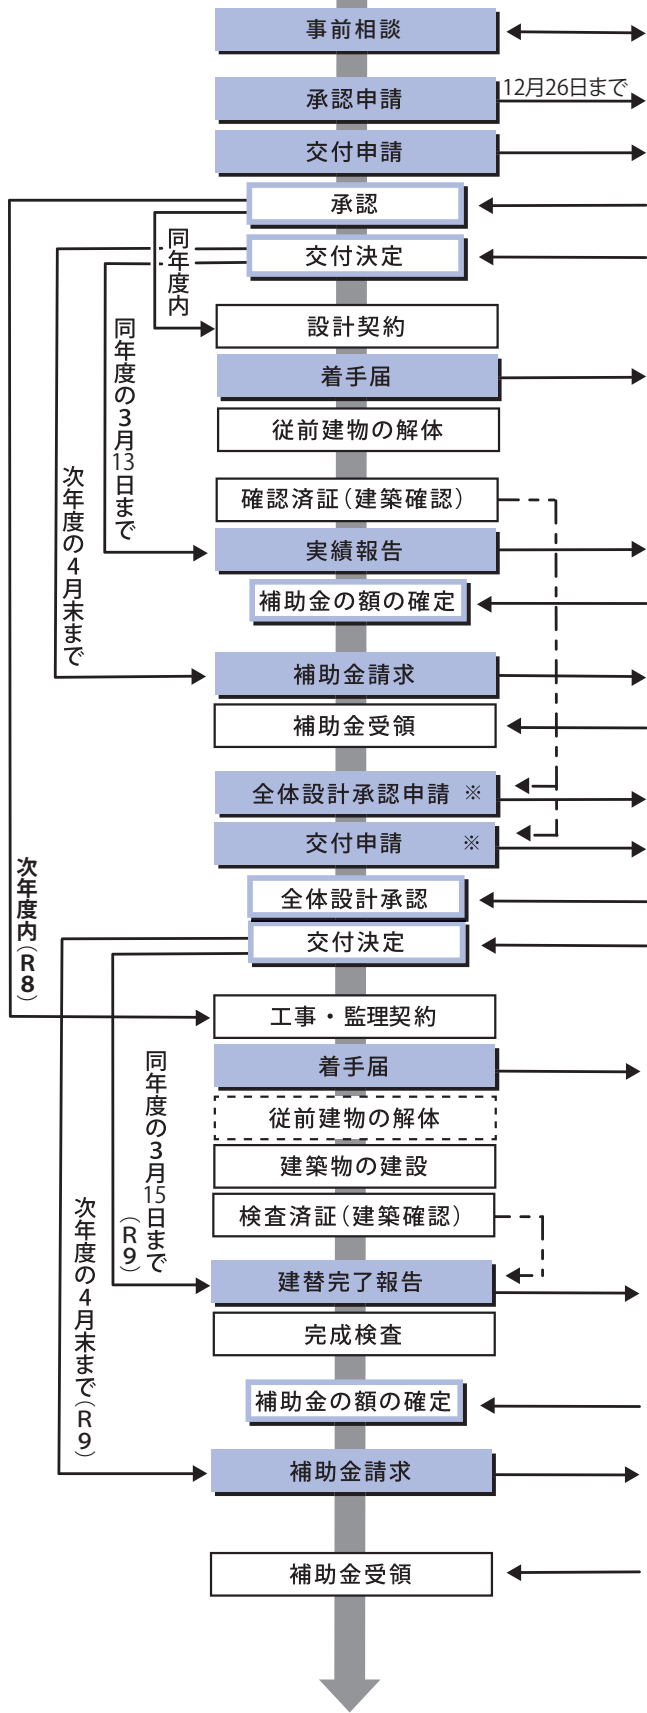 事前相談
承認申請
12月26日まで
交付申請
承認
交付決定
同年度内
設計契約
同年度の3月13日まで
着手届
従前建物の解体
次年度の4月末まで
確認済証（建築確認）
実績報告
補助金の額の確定
補助金請求
補助金受領
全体設計承認申請 ※
交付申請 ※
次年度内（R8）
全体設計承認
交付決定
工事・監理契約
着手届
同年度の3月15日まで（R9）
従前建物の解体
建築物の建設
検査済証（建築確認）
次年度の4月末まで（R9）
建替完了報告
完成検査
補助金の額の確定
補助金請求
補助金受領